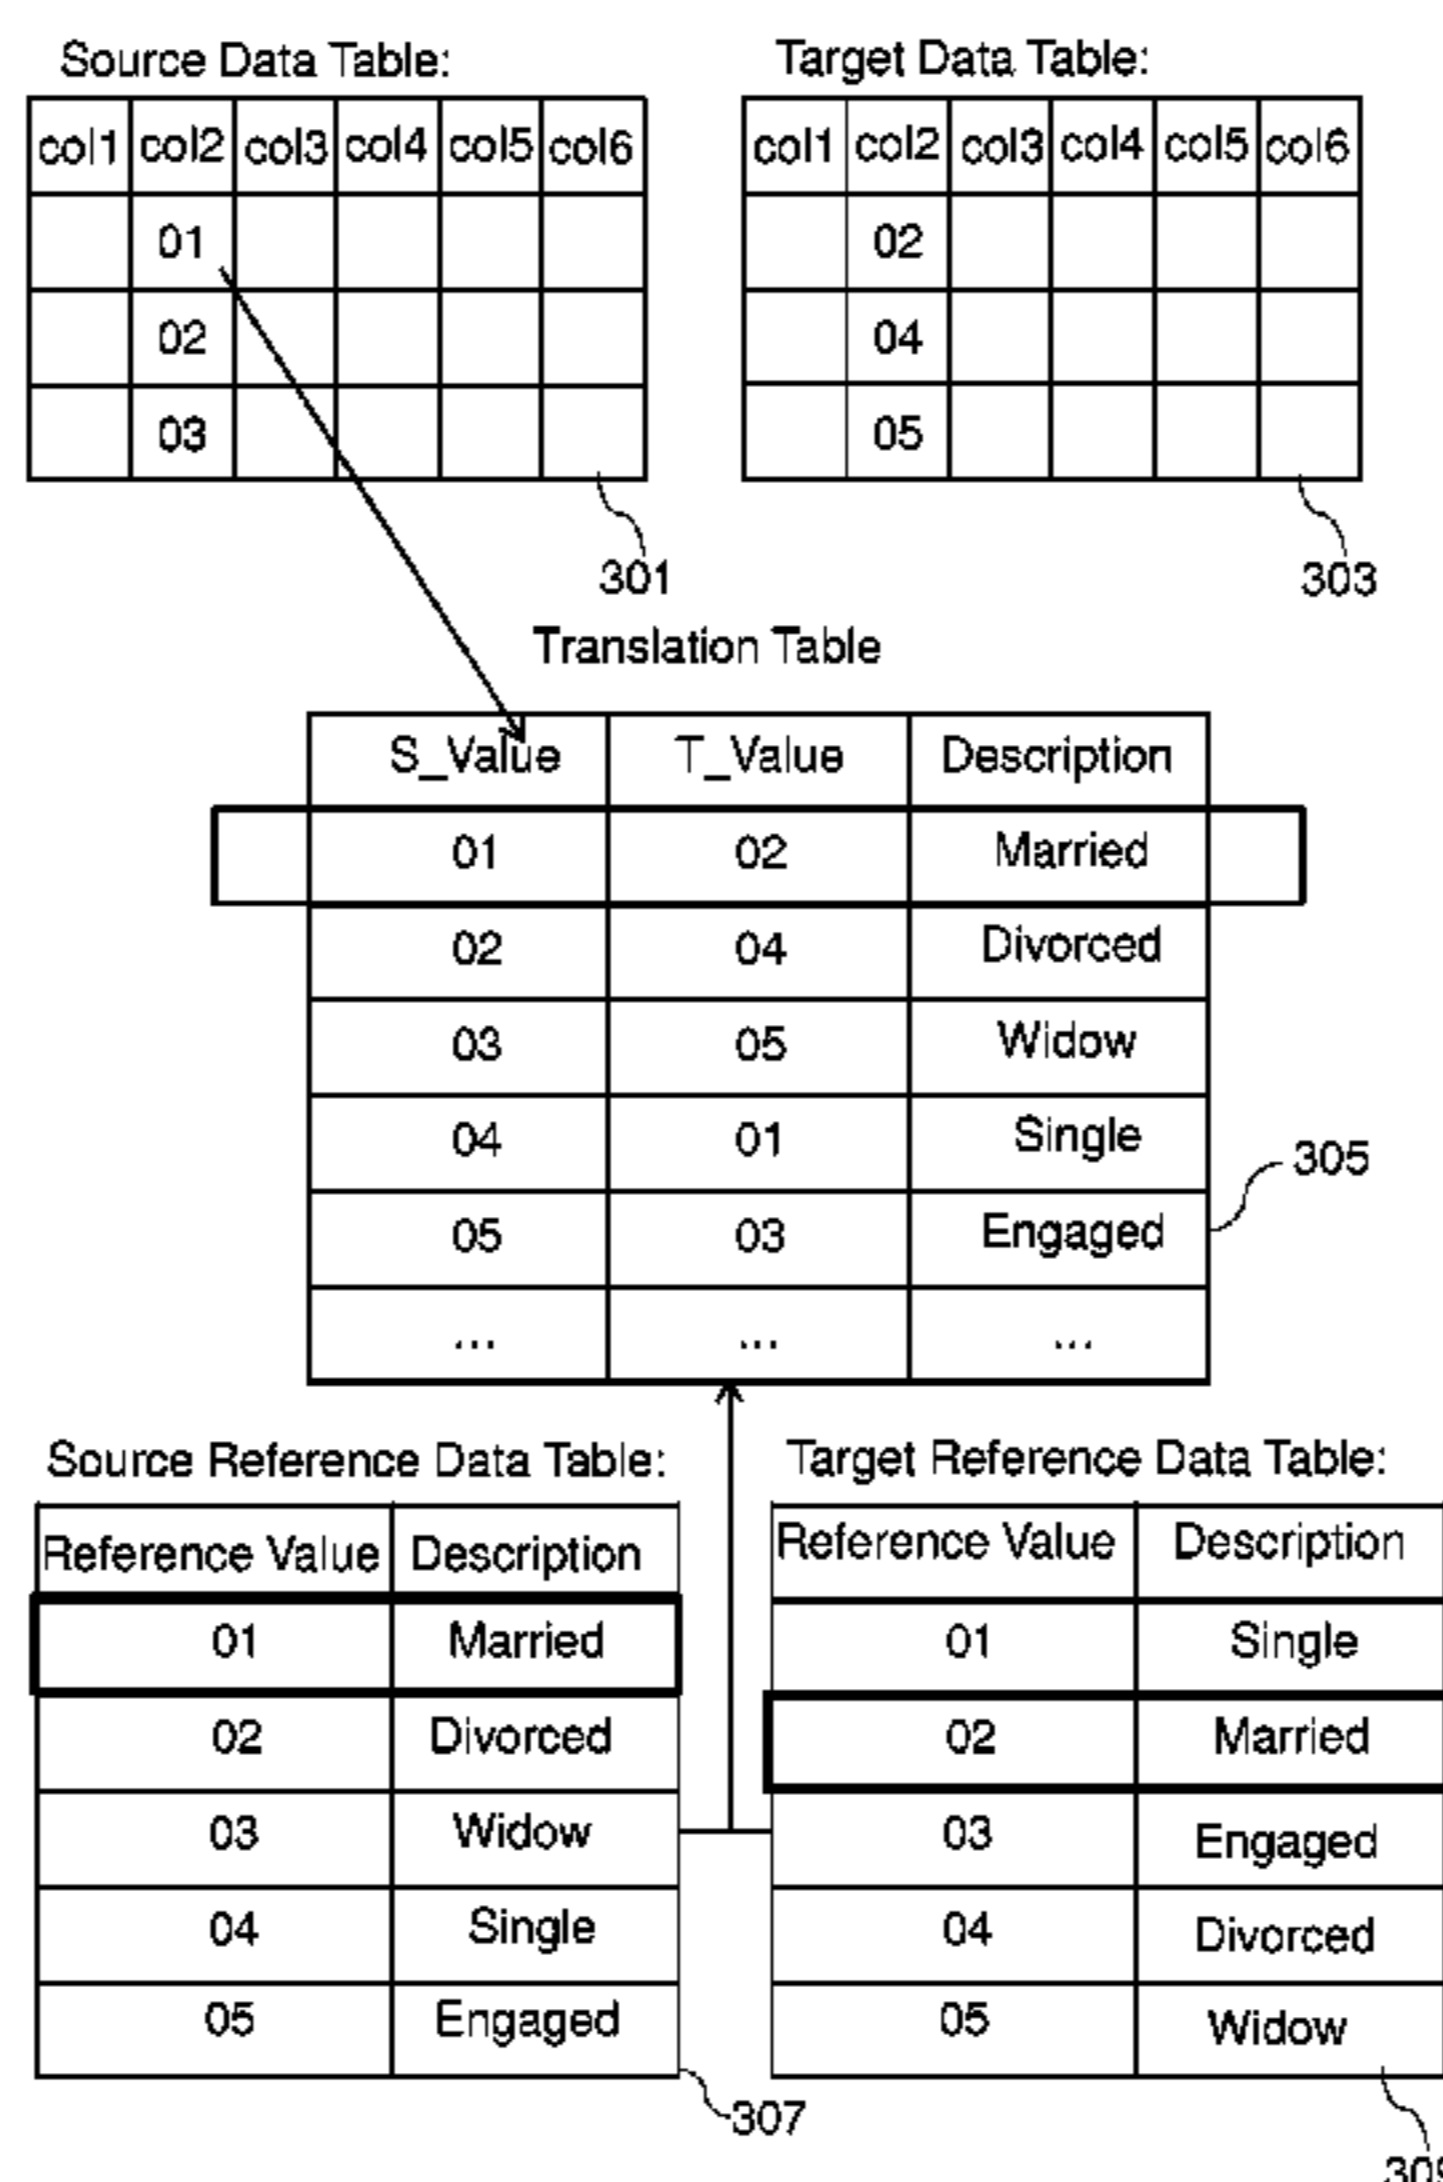 Source Data Table:
col1 col2 col3 col4 col5 col6
01
02
03
301
Target Data Table:
col1 col2 col3 col4 col5 col6
02
04
05
303
Translation Table
S_Value T_Value Description
01 02 Married
02 04 Divorced
03 05 Widow
04 01 Single
05 03 Engaged
... ... ...
305
Source Reference Data Table:
Reference Value Description
01 Married
02 Divorced
03 Widow
04 Single
05 Engaged
307
Target Reference Data Table:
Reference Value Description
01 Single
02 Married
03 Engaged
04 Divorced
05 Widow